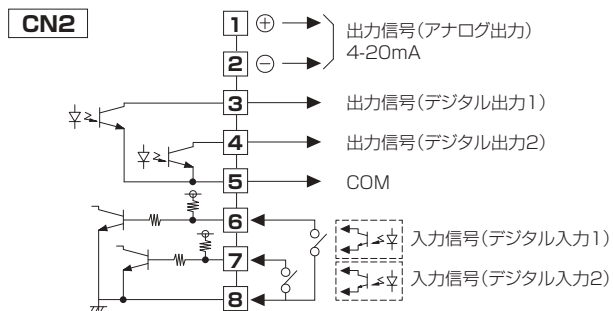 CN2
1 ⊕ 出力信号(アナログ出力)
4-20mA
2 ⊖
3 出力信号(デジタル出力1)
4 出力信号(デジタル出力2)
5 COM
6 入力信号(デジタル入力1)
7 入力信号(デジタル入力2)
8